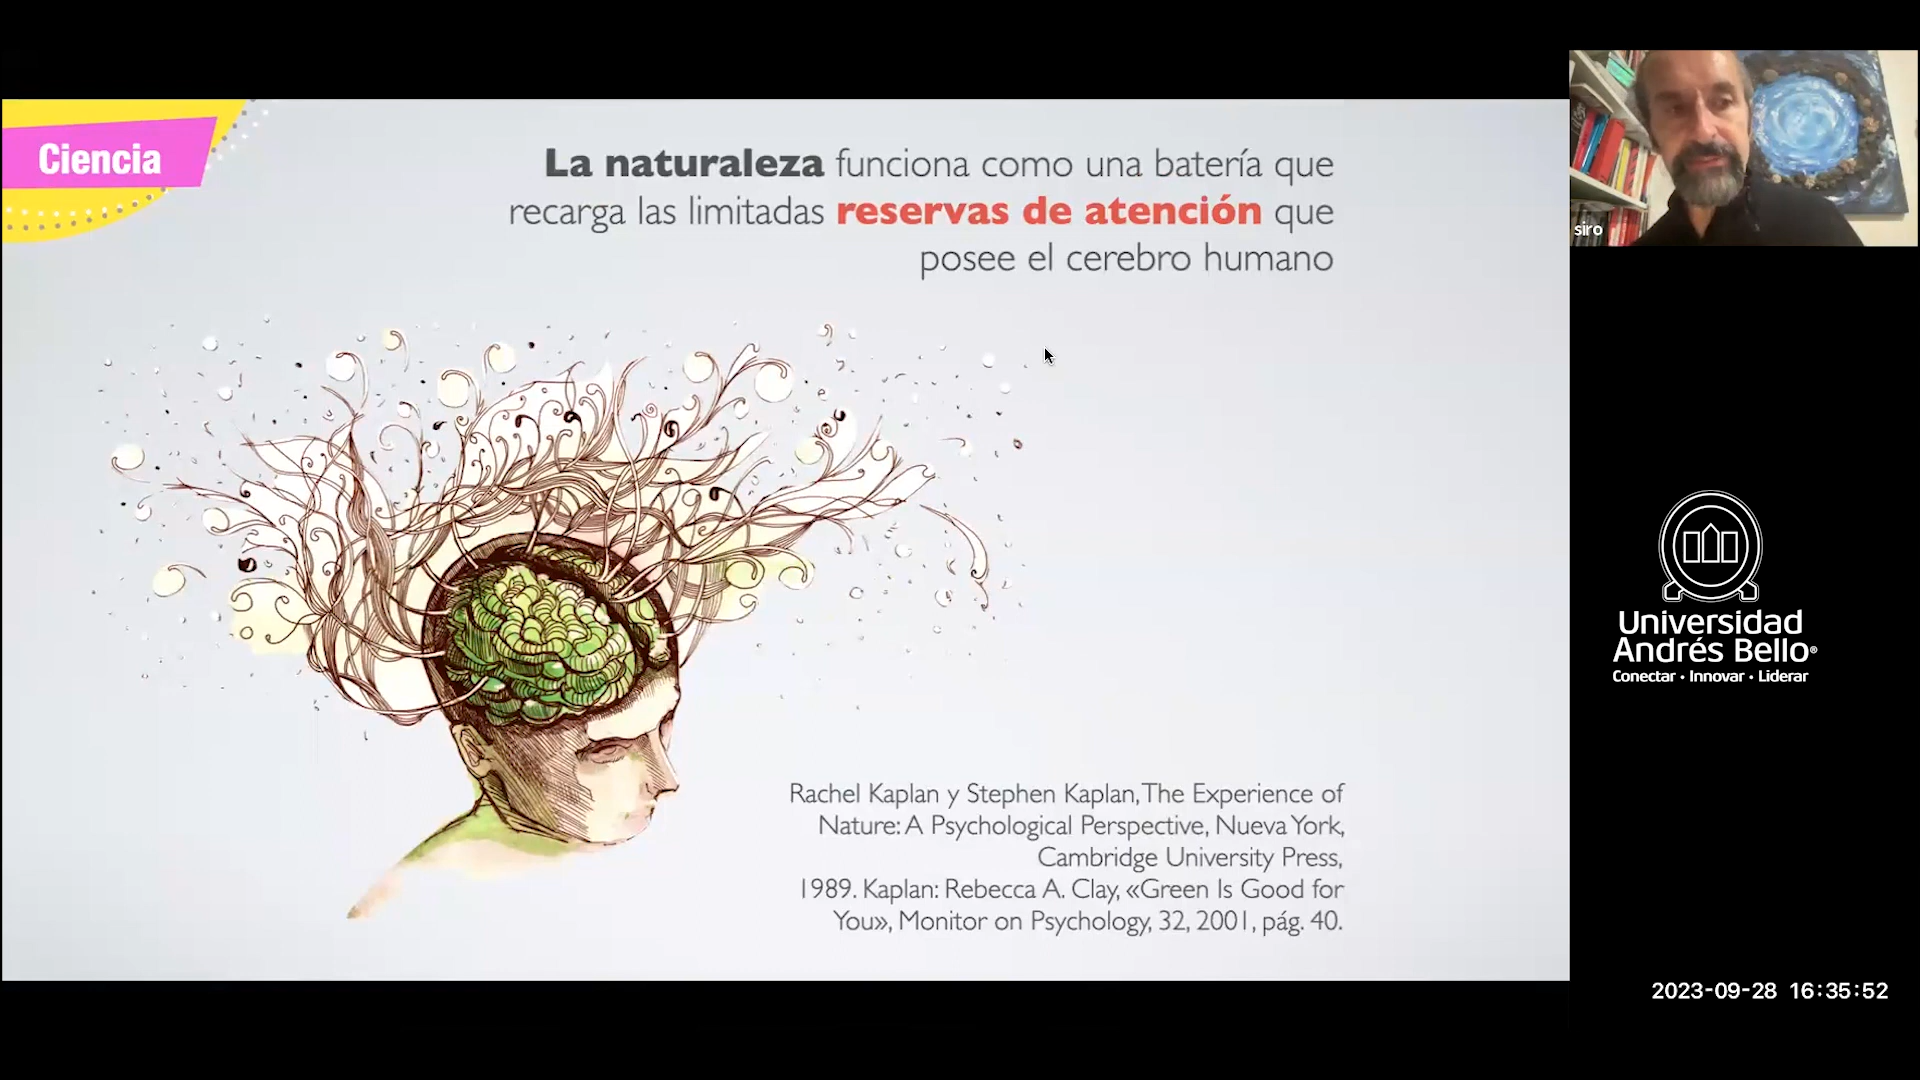 Ciencia
La naturaleza funciona como una batería que
recarga las limitadas reservas de atención que
posee el cerebro humano
Rachel Kaplan y Stephen Kaplan, The Experience of
Nature: A Psychological Perspective, Nueva York,
Cambridge University Press,
1989. Kaplan: Rebecca A. Clay, «Green Is Good for
You», Monitor on Psychology, 32, 2001, pág. 40.
siro
Universidad
Andrés Bello®
Conectar • Innovar • Liderar
2023-09-28 16:35:52